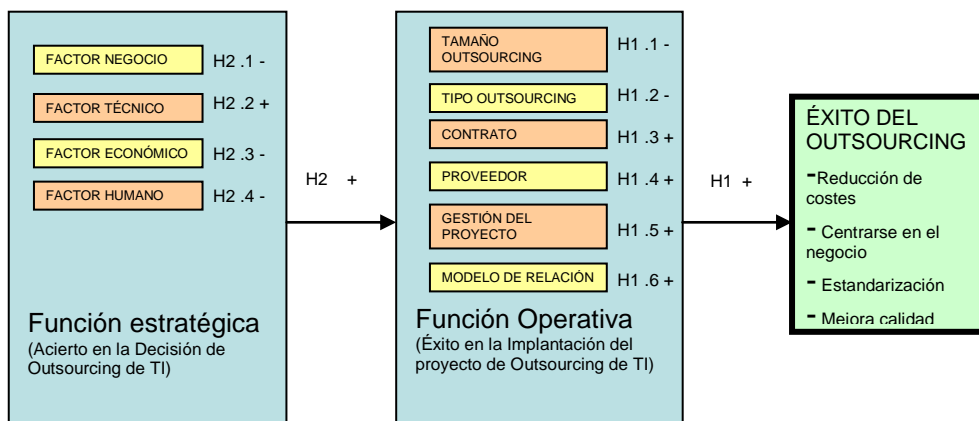 FACTOR NEGOCIO
H2 .1 -
FACTOR TÉCNICO
H2 .2 +
FACTOR ECONÓMICO
H2 .3 -
FACTOR HUMANO
H2 .4 -
Función estratégica
(Acierto en la Decisión de
Outsourcing de TI)
H2 +
TAMAÑO
OUTSOURCING
H1 .1 -
TIPO OUTSOURCING
H1 .2 -
CONTRATO
H1 .3 +
PROVEEDOR
H1 .4 +
GESTIÓN DEL
PROYECTO
H1 .5 +
MODELO DE RELACIÓN
H1 .6 +
Función Operativa
(Éxito en la Implantación del
proyecto de Outsourcing de TI)
H1 +
ÉXITO DEL
OUTSOURCING
-Reducción de
costes
- Centrarse en el
negocio
- Estandarización
- Mejora calidad